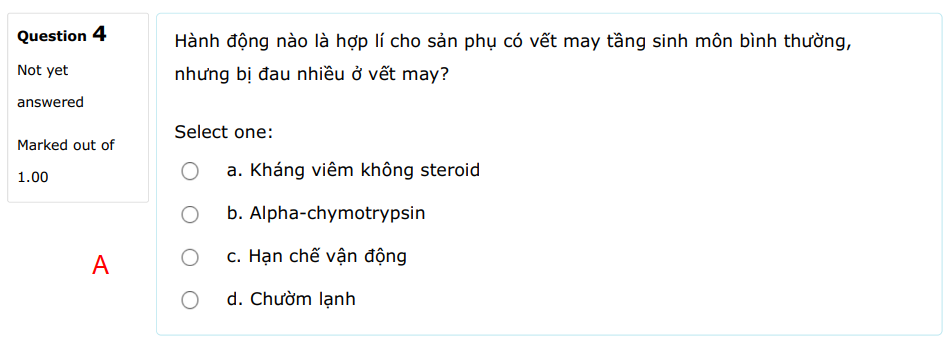 Question 4
Not yet
answered
Marked out of
1.00
A
Hành động nào là hợp lí cho sản phụ có vết may tầng sinh môn bình thường,
nhưng bị đau nhiều ở vết may?
Select one:
a. Kháng viêm không steroid
b. Alpha-chymotrypsin
c. Hạn chế vận động
d. Chườm lạnh